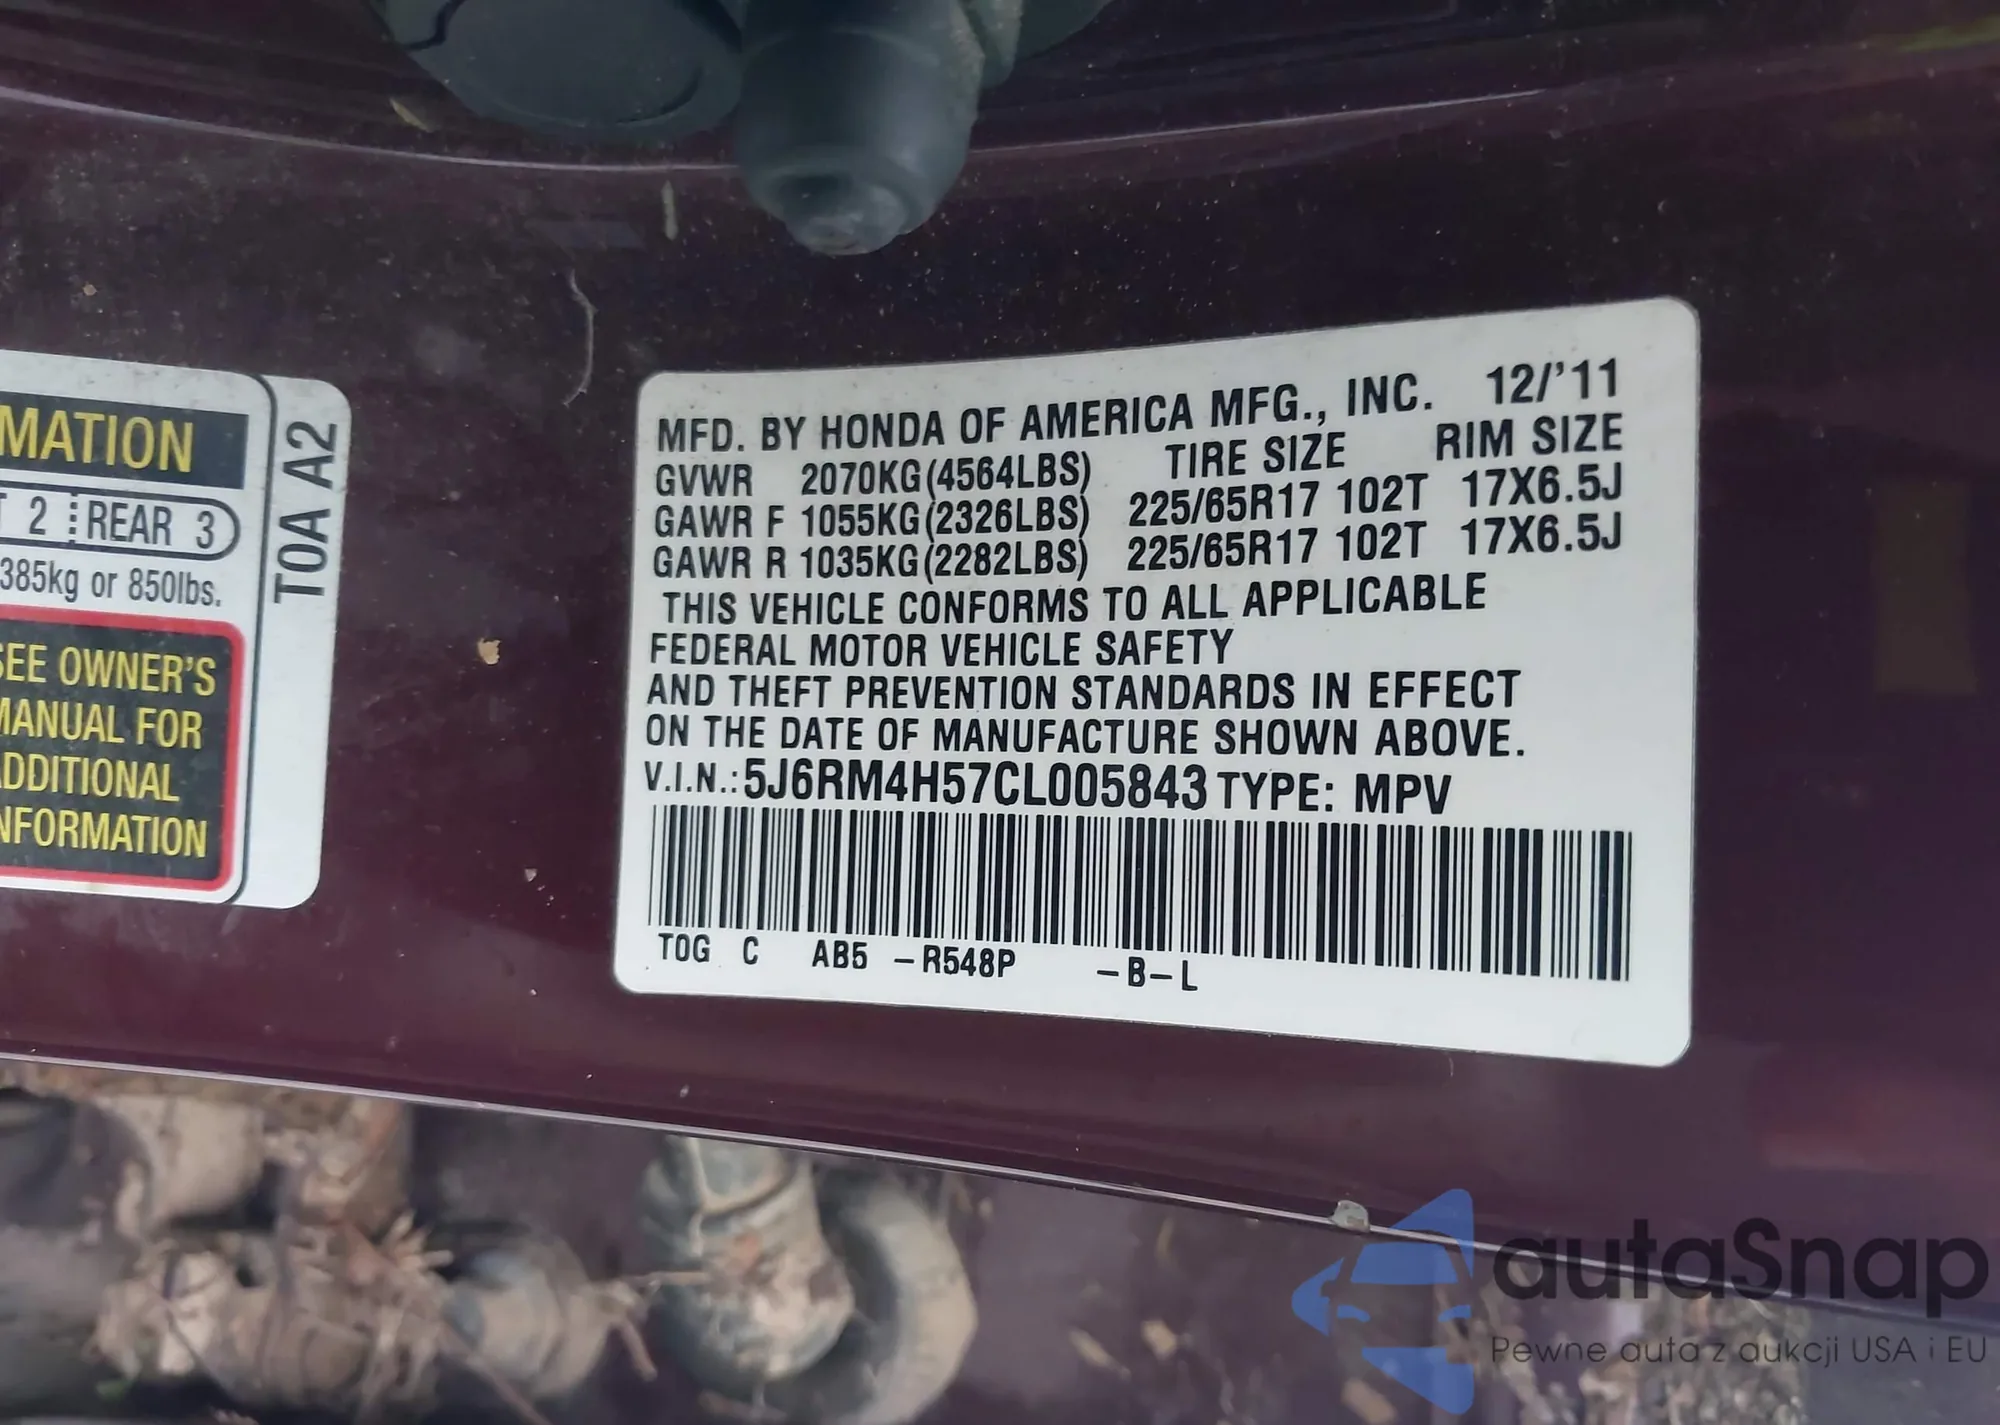 MATION
2 REAR 3
385kg or 850lbs.
SEE OWNER'S
MANUAL FOR
ADDITIONAL
INFORMATION
T0A A2
MFD. BY HONDA OF AMERICA MFG., INC. 12/'11
GVWR 2070KG(4564LBS) TIRE SIZE RIM SIZE
GAWR F 1055KG(2326LBS) 225/65R17 102T 17X6.5J
GAWR R 1035KG(2282LBS) 225/65R17 102T 17X6.5J
THIS VEHICLE CONFORMS TO ALL APPLICABLE
FEDERAL MOTOR VEHICLE SAFETY
AND THEFT PREVENTION STANDARDS IN EFFECT
ON THE DATE OF MANUFACTURE SHOWN ABOVE.
V.I.N.: 5J6RM4H57CL005843 TYPE: MPV
T0G C AB5 -R548P -B-L
autaSnap
Pewne auta z aukcji USA i EU